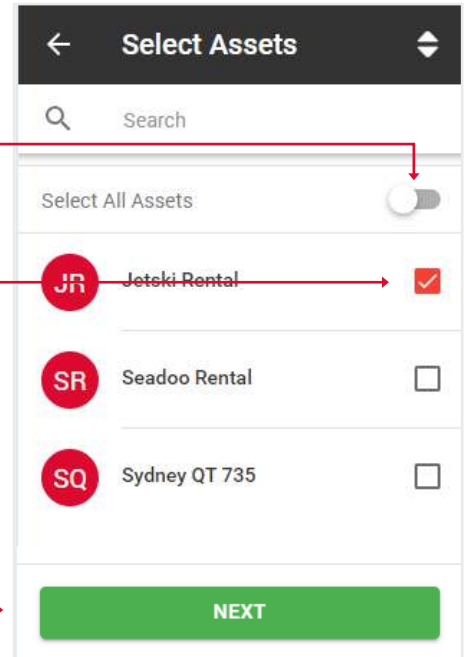 Select Assets
Search
Select All Assets
JR Jetski Rental
SR Seadoo Rental
SQ Sydney QT 735
NEXT